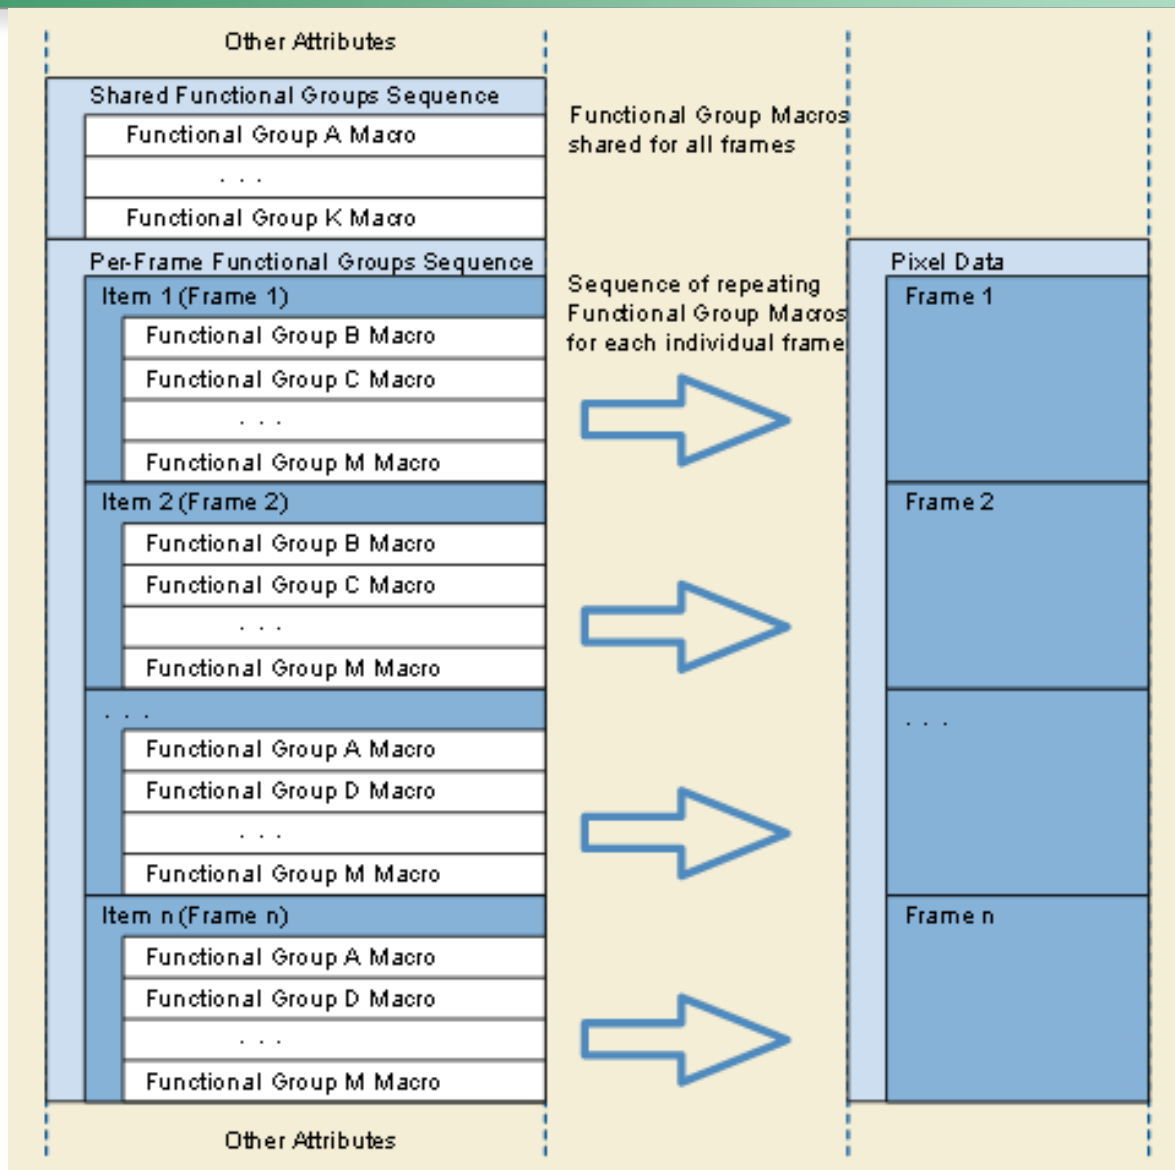 Other Attributes
Shared Functional Groups Sequence
Functional Group A Macro
. . .
Functional Group K Macro
Functional Group Macros
shared for all frames
Per-Frame Functional Groups Sequence
Item 1 (Frame 1)
Functional Group B Macro
Functional Group C Macro
. . .
Functional Group M Macro
Item 2 (Frame 2)
Functional Group B Macro
Functional Group C Macro
. . .
Functional Group M Macro
. . .
Functional Group A Macro
Functional Group D Macro
. . .
Functional Group M Macro
Item n (Frame n)
Functional Group A Macro
Functional Group D Macro
. . .
Functional Group M Macro
Other Attributes
Sequence of repeating
Functional Group Macros
for each individual frame
Pixel Data
Frame 1
Frame 2
. . .
Frame n